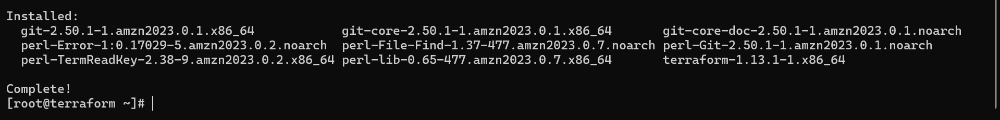 Installed:
  git-2.50.1-1.amzn2023.0.1.x86_64            git-core-2.50.1-1.amzn2023.0.1.x86_64       git-core-doc-2.50.1-1.amzn2023.0.1.noarch
  perl-Error-1:0.17029-5.amzn2023.0.2.noarch  perl-File-Find-1.37-477.amzn2023.0.7.noarch perl-Git-2.50.1-1.amzn2023.0.1.noarch
  perl-TermReadKey-2.38-9.amzn2023.0.2.x86_64 perl-lib-0.65-477.amzn2023.0.7.x86_64       terraform-1.13.1-1.x86_64

Complete!
[root@terraform ~]#